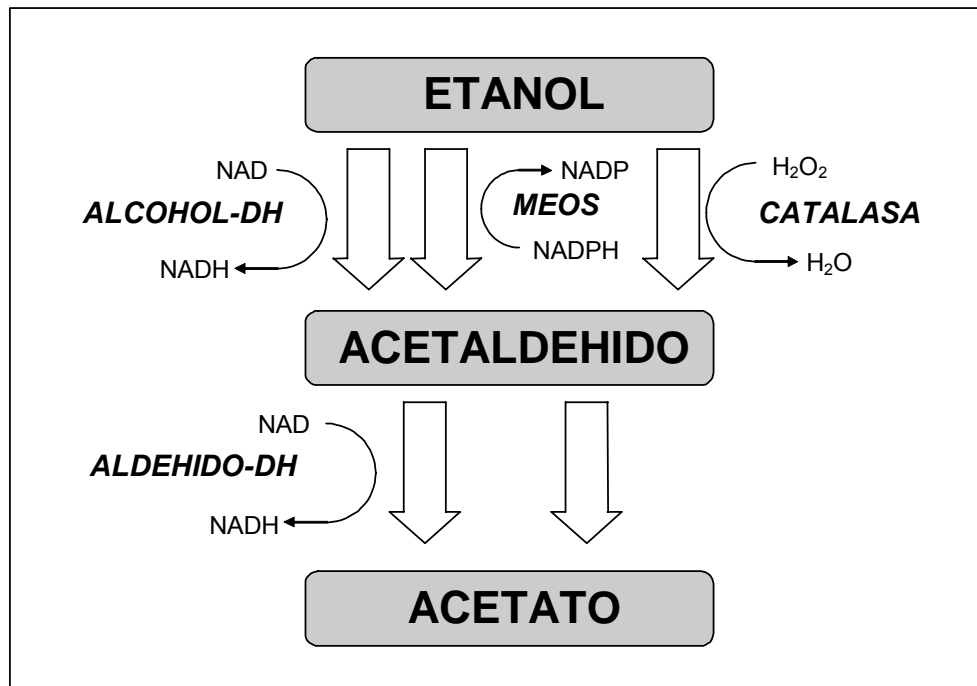 ETANOL
NAD
ALCOHOL-DH
NADH
NADP
MEOS
NADPH
H₂O₂
CATALASA
H₂O
ACETALDEHIDO
NAD
ALDEHIDO-DH
NADH
ACETATO